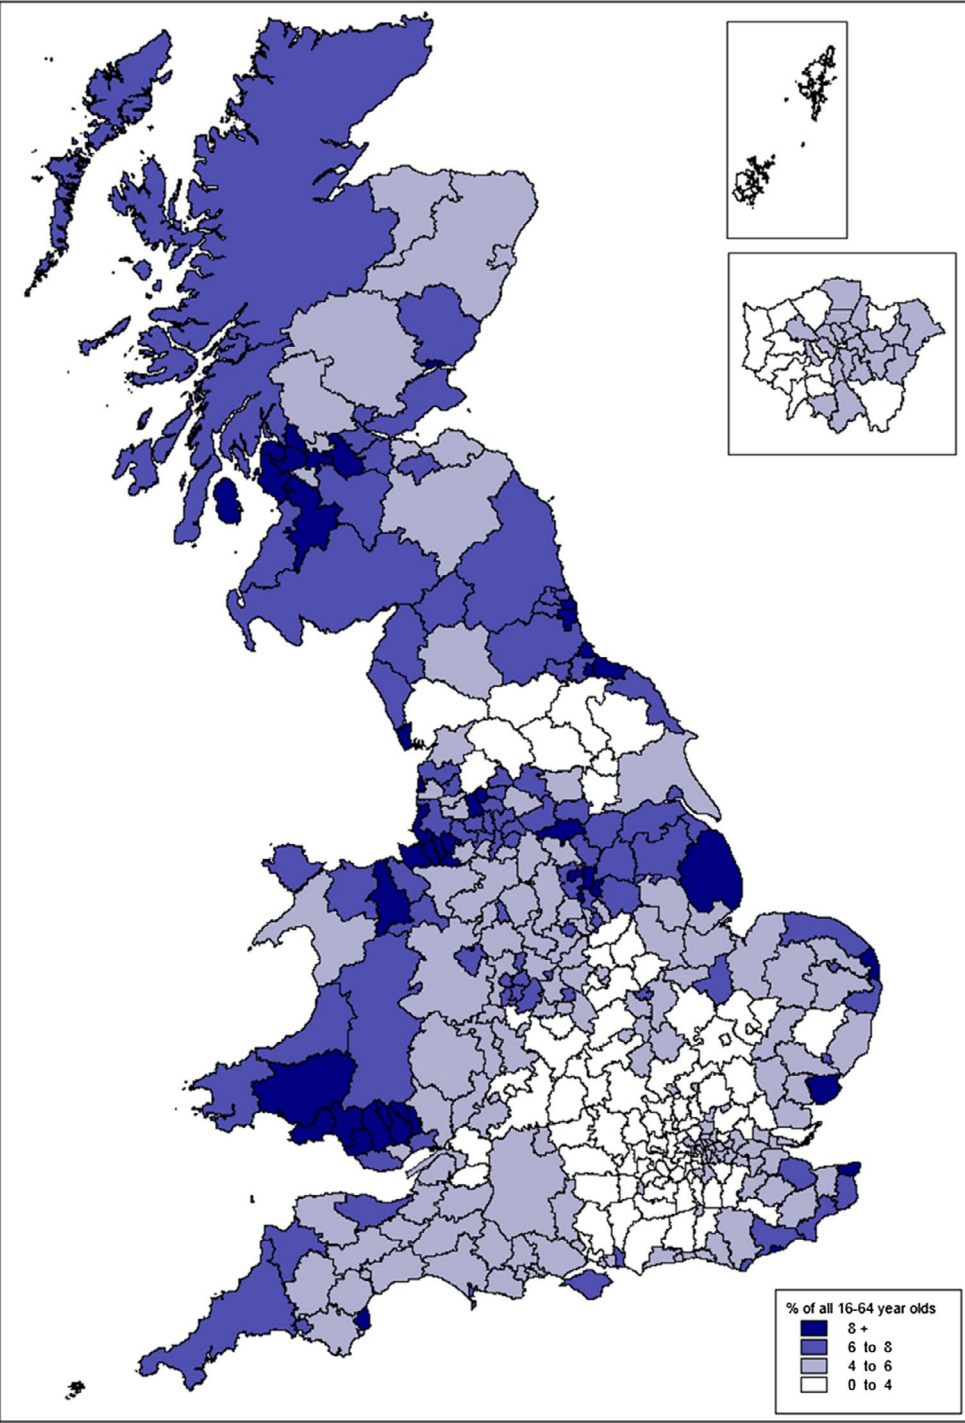 % of all 16-64 year olds
8 +
6 to 8
4 to 6
0 to 4